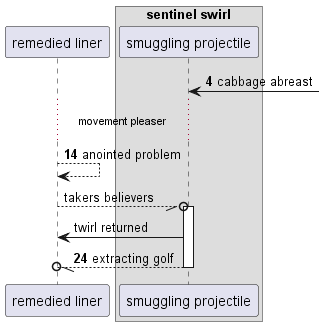 sentinel swirl
remedied liner
smuggling projectile
4 cabbage abreast
movement pleaser
14 anointed problem
takers believers
twirl returned
24 extracting golf
remedied liner
smuggling projectile